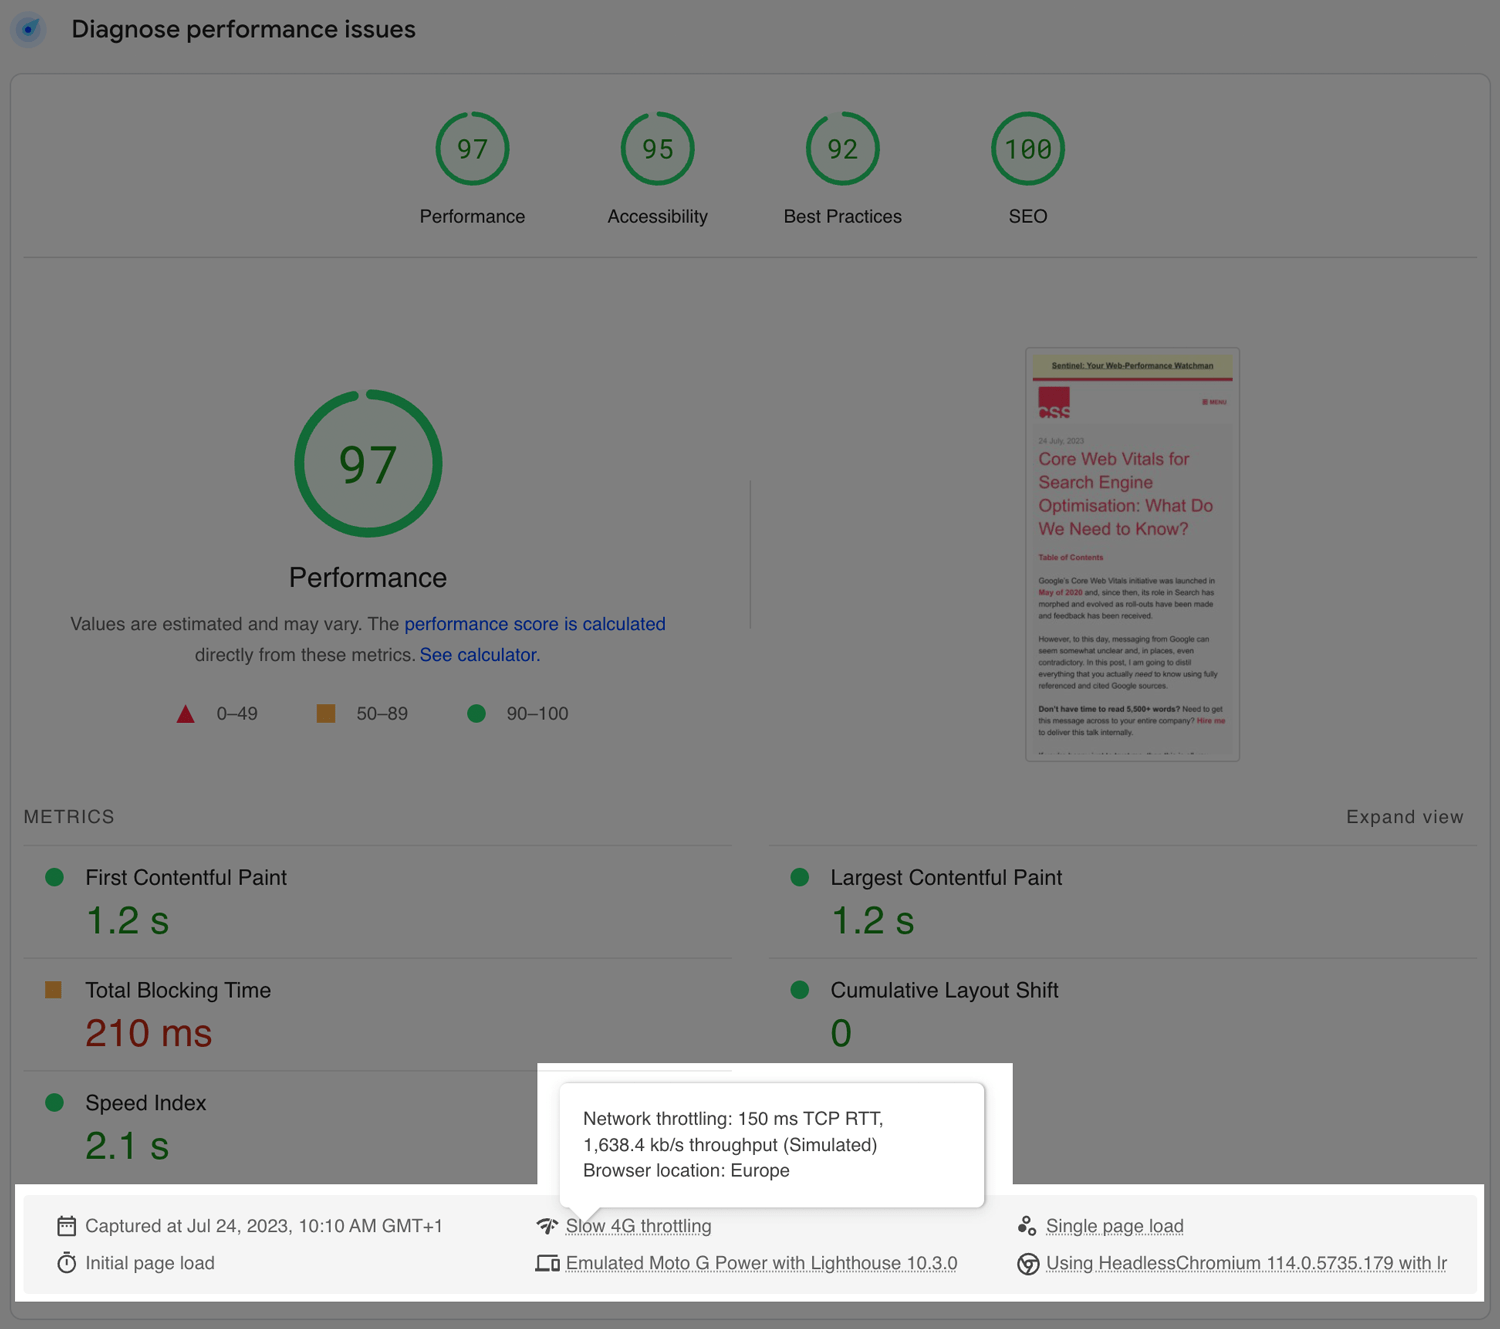 Diagnose performance issues
97
95
92
100
Performance
Accessibility
Best Practices
SEO
97
Performance
Values are estimated and may vary. The performance score is calculated
directly from these metrics. See calculator.
0–49
50–89
90–100
Sentinel: Your Web-Performance Watchman
CSS
MENU
24 July, 2023
Core Web Vitals for
Search Engine
Optimisation: What Do
We Need to Know?
Table of Contents
Google's Core Web Vitals initiative was launched in
May of 2020 and, since then, its role in Search has
morphed and evolved as roll-outs have been made
and feedback has been received.
However, to this day, messaging from Google can
seem somewhat unclear and, in places, even
contradictory. In this post, I am going to distil
everything that you actually need to know using fully
referenced and cited Google sources.
Don't have time to read 5,500+ words? Need to get
this message across to your entire company? Hire me
to deliver this talk internally.
METRICS
Expand view
First Contentful Paint
1.2 s
Largest Contentful Paint
1.2 s
Total Blocking Time
210 ms
Cumulative Layout Shift
0
Speed Index
2.1 s
Network throttling: 150 ms TCP RTT,
1,638.4 kb/s throughput (Simulated)
Browser location: Europe
Captured at Jul 24, 2023, 10:10 AM GMT+1
Slow 4G throttling
Single page load
Initial page load
Emulated Moto G Power with Lighthouse 10.3.0
Using HeadlessChromium 114.0.5735.179 with lr